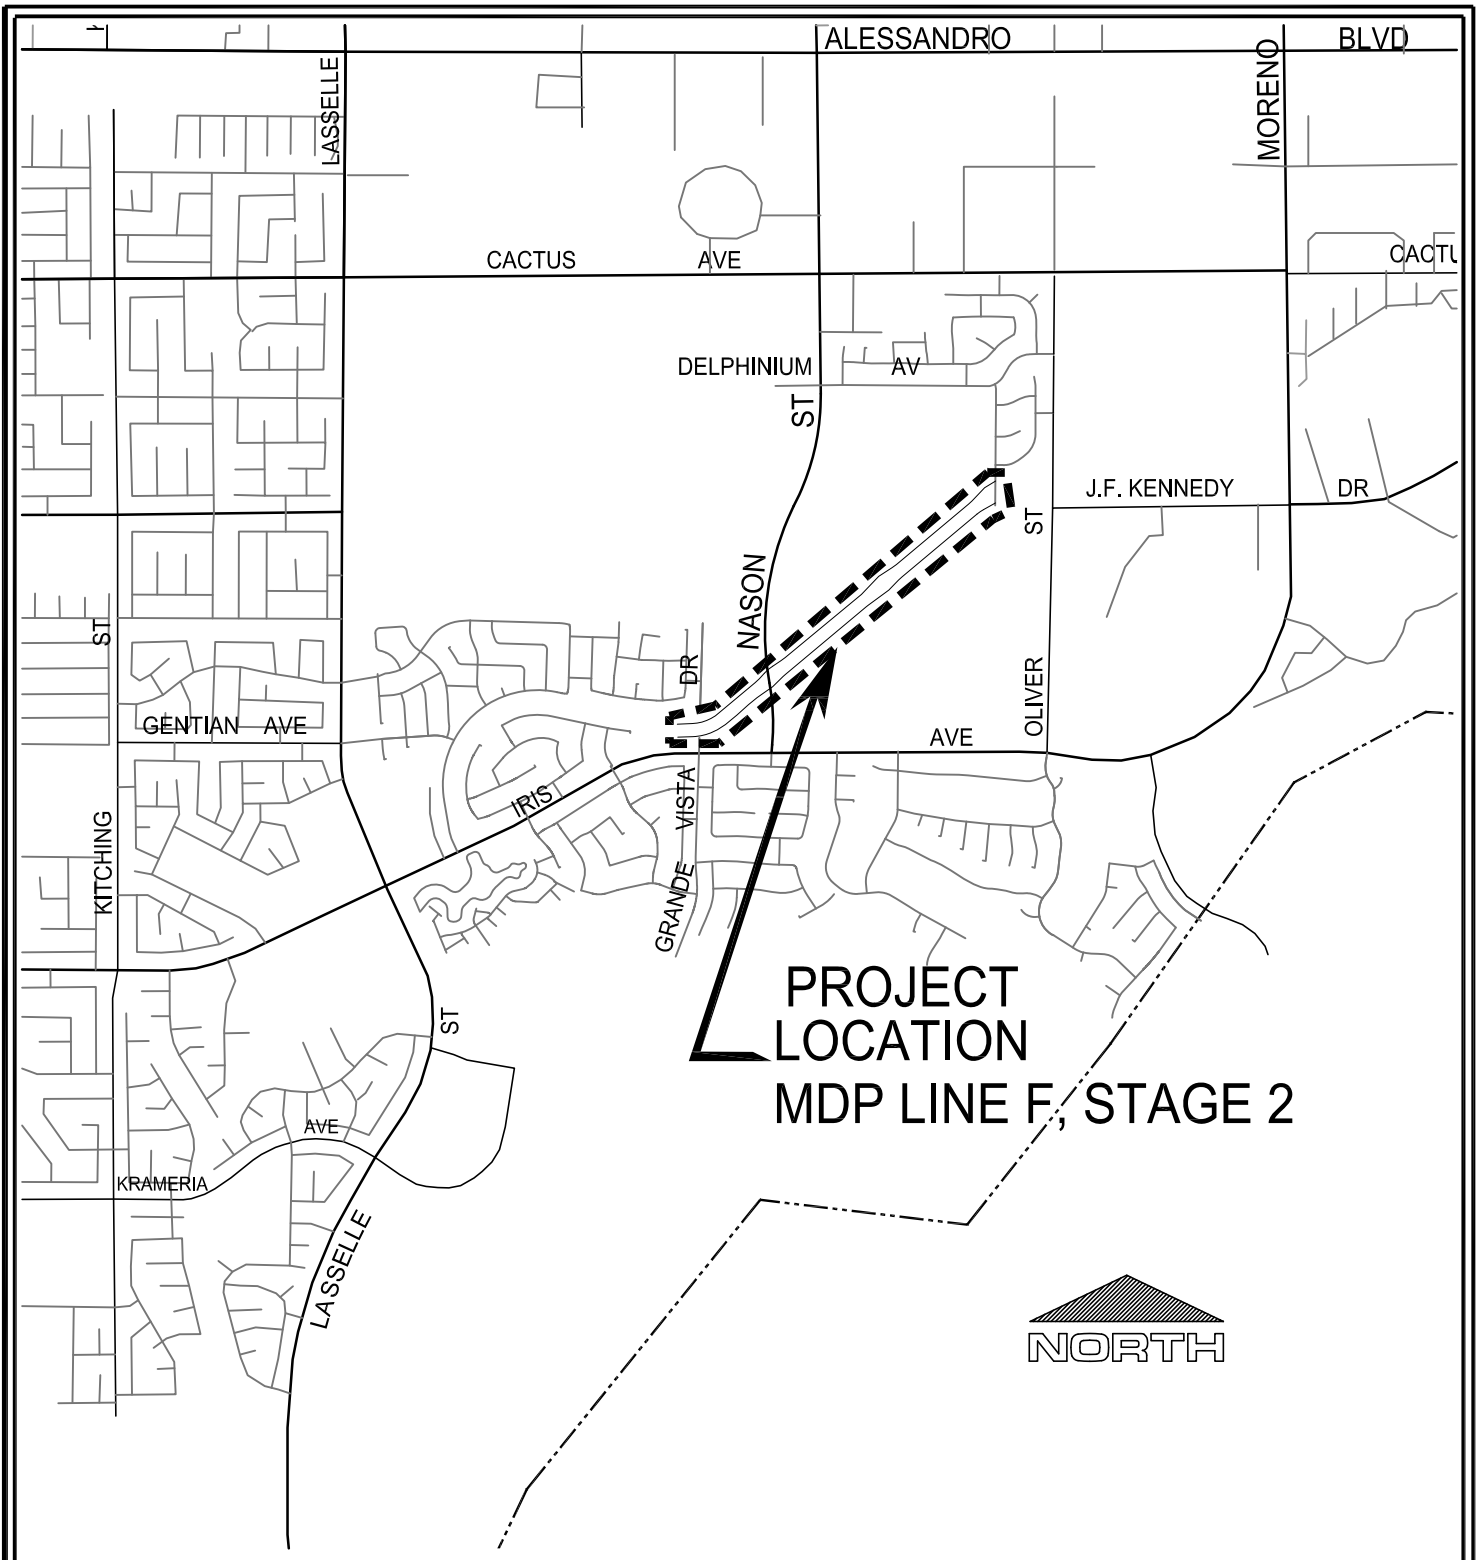 ALESSANDRO BLVD
LASSELLE
MORENO
CACTUS AVE
CACTU
DELPHINIUM AV
ST
J.F. KENNEDY DR
ST
NASON
ST
DR
OLIVER
GENTIAN AVE
AVE
IRIS
VISTA
KITCHING
GRANDE
PROJECT
LOCATION
MDP LINE F, STAGE 2
ST
AVE
KRAMERIA
LASSELLE
NORTH